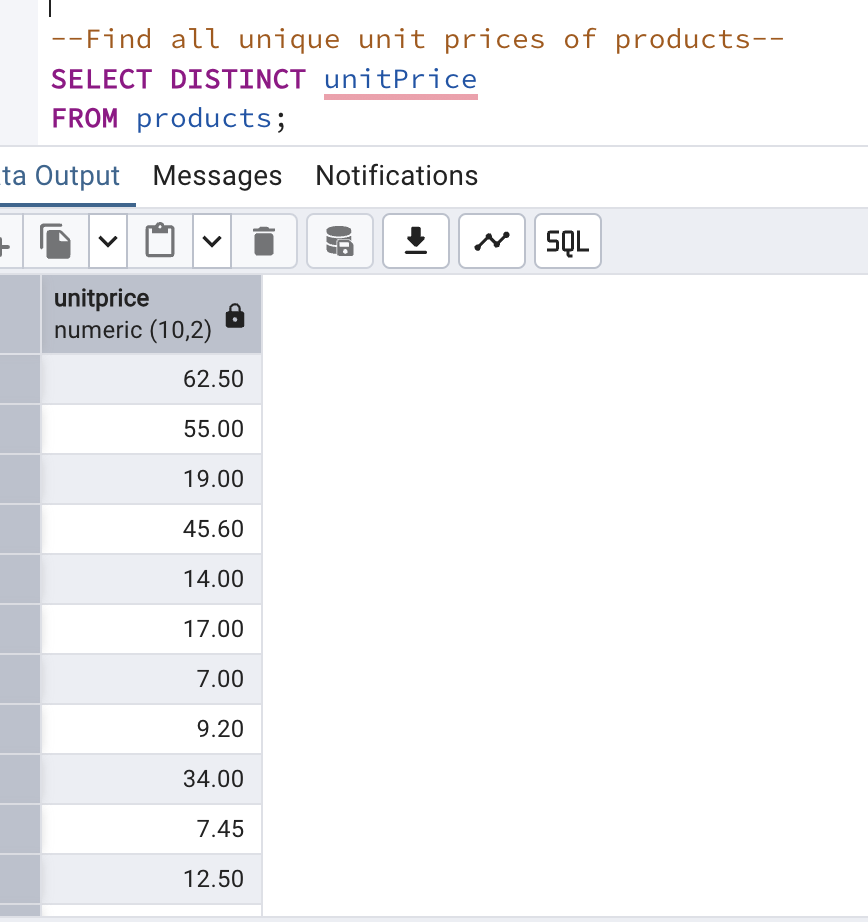 --Find all unique unit prices of products--
SELECT DISTINCT unitPrice
FROM products;
ta Output Messages Notifications
SQL
unitprice
numeric (10,2)
62.50
55.00
19.00
45.60
14.00
17.00
7.00
9.20
34.00
7.45
12.50